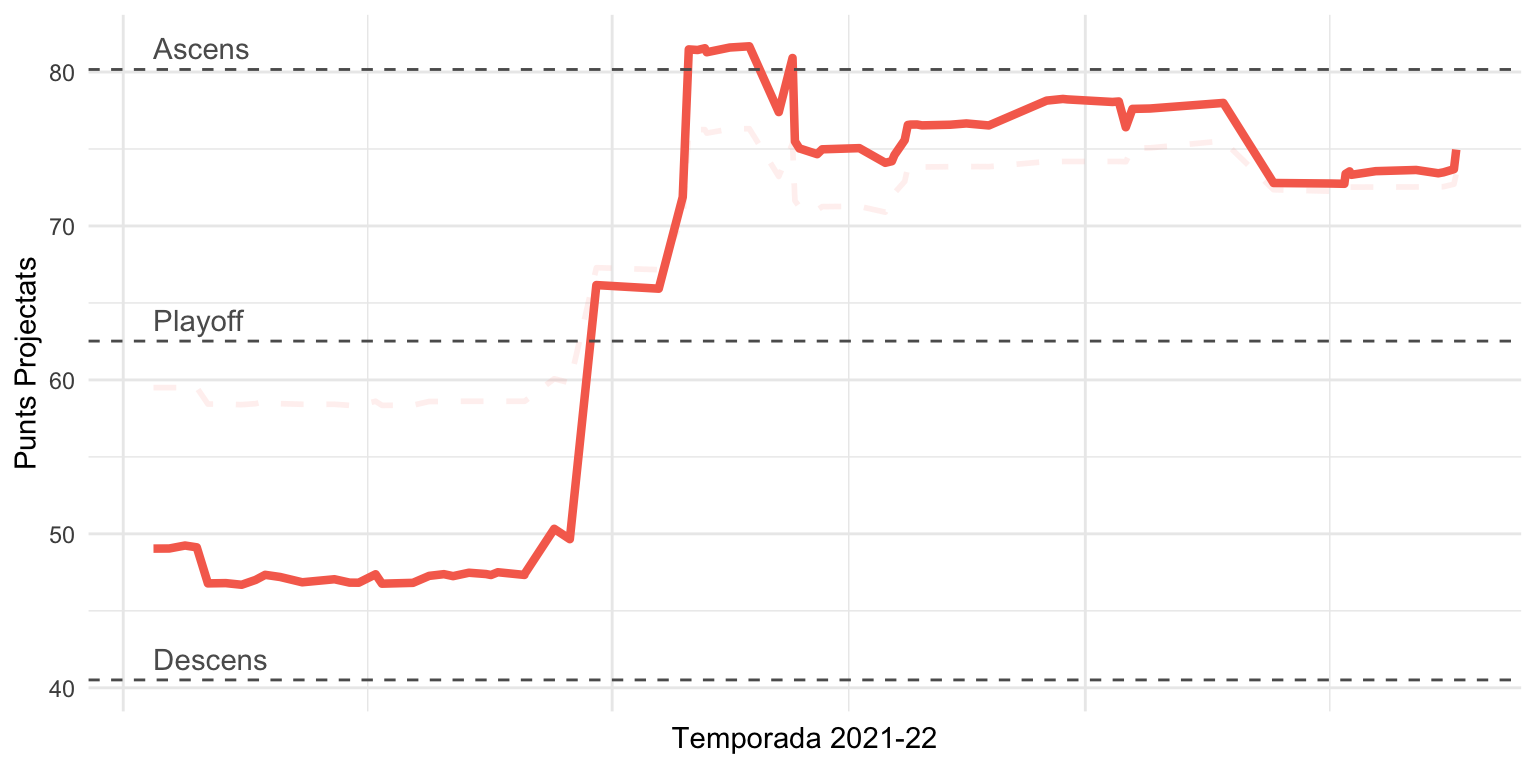 Ascens
80
70
Playoff
60
50
Descens
40
Punts Projectats
Temporada 2021-22